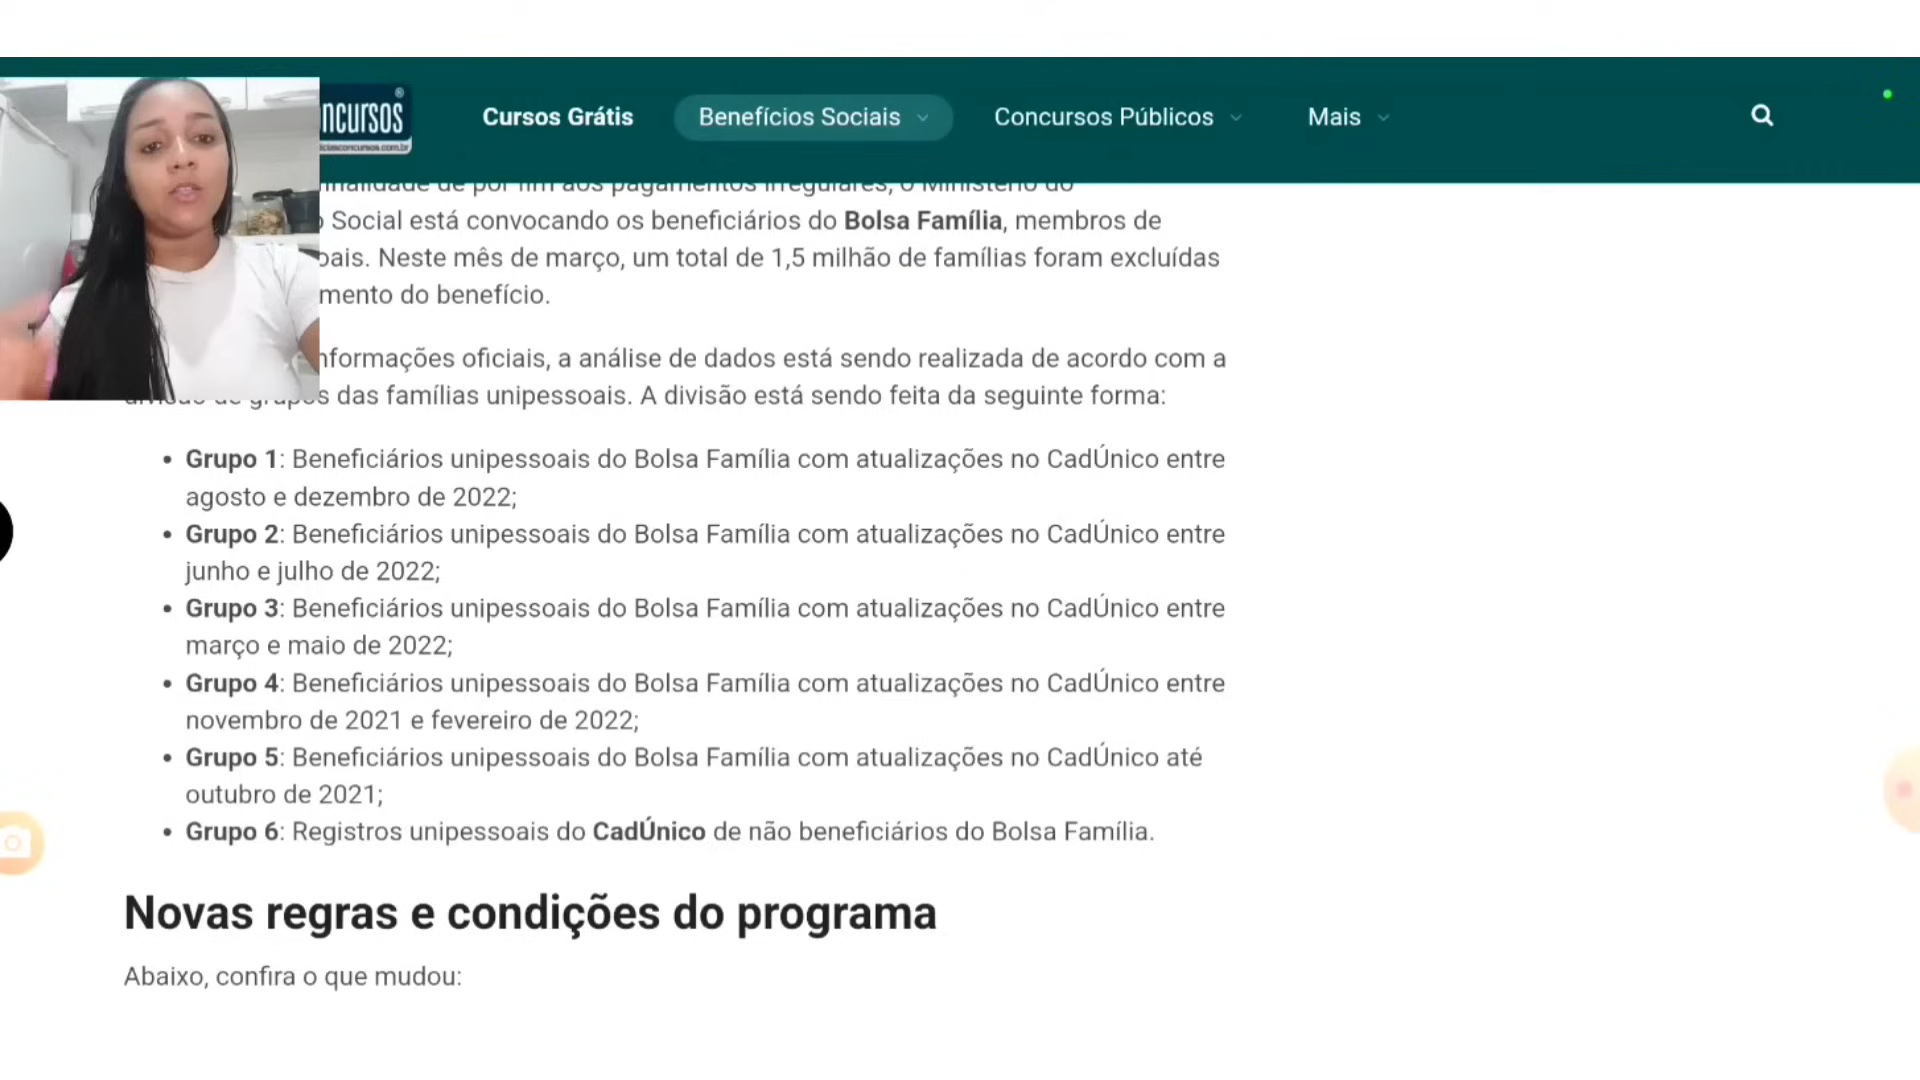 ncursos
Cursos Grátis
Benefícios Sociais
Concursos Públicos
Mais
Social está convocando os beneficiários do Bolsa Família, membros de
oais. Neste mês de março, um total de 1,5 milhão de famílias foram excluídas
mento do benefício.
nformações oficiais, a análise de dados está sendo realizada de acordo com a
das famílias unipessoais. A divisão está sendo feita da seguinte forma:
• Grupo 1: Beneficiários unipessoais do Bolsa Família com atualizações no CadÚnico entre
agosto e dezembro de 2022;
• Grupo 2: Beneficiários unipessoais do Bolsa Família com atualizações no CadÚnico entre
junho e julho de 2022;
• Grupo 3: Beneficiários unipessoais do Bolsa Família com atualizações no CadÚnico entre
março e maio de 2022;
• Grupo 4: Beneficiários unipessoais do Bolsa Família com atualizações no CadÚnico entre
novembro de 2021 e fevereiro de 2022;
• Grupo 5: Beneficiários unipessoais do Bolsa Família com atualizações no CadÚnico até
outubro de 2021;
• Grupo 6: Registros unipessoais do CadÚnico de não beneficiários do Bolsa Família.
Novas regras e condições do programa
Abaixo, confira o que mudou: